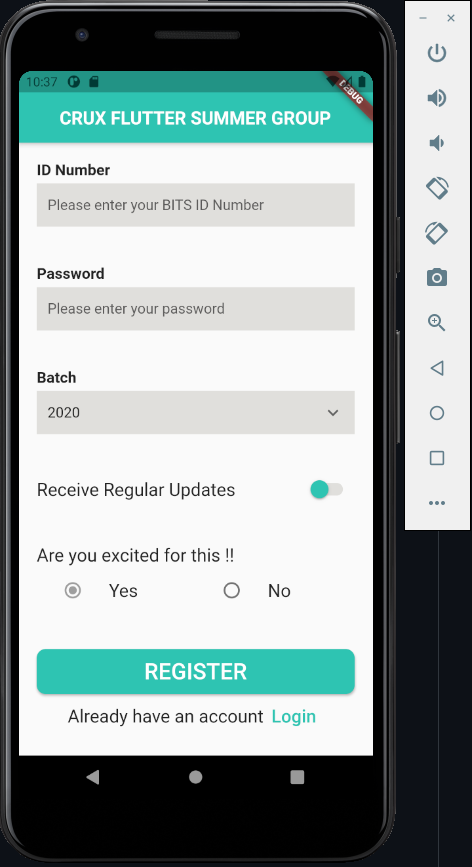 10:37
DEBUG
CRUX FLUTTER SUMMER GROUP
ID Number
Please enter your BITS ID Number
Password
Please enter your password
Batch
2020
Receive Regular Updates
Are you excited for this !!
Yes No
REGISTER
Already have an account Login